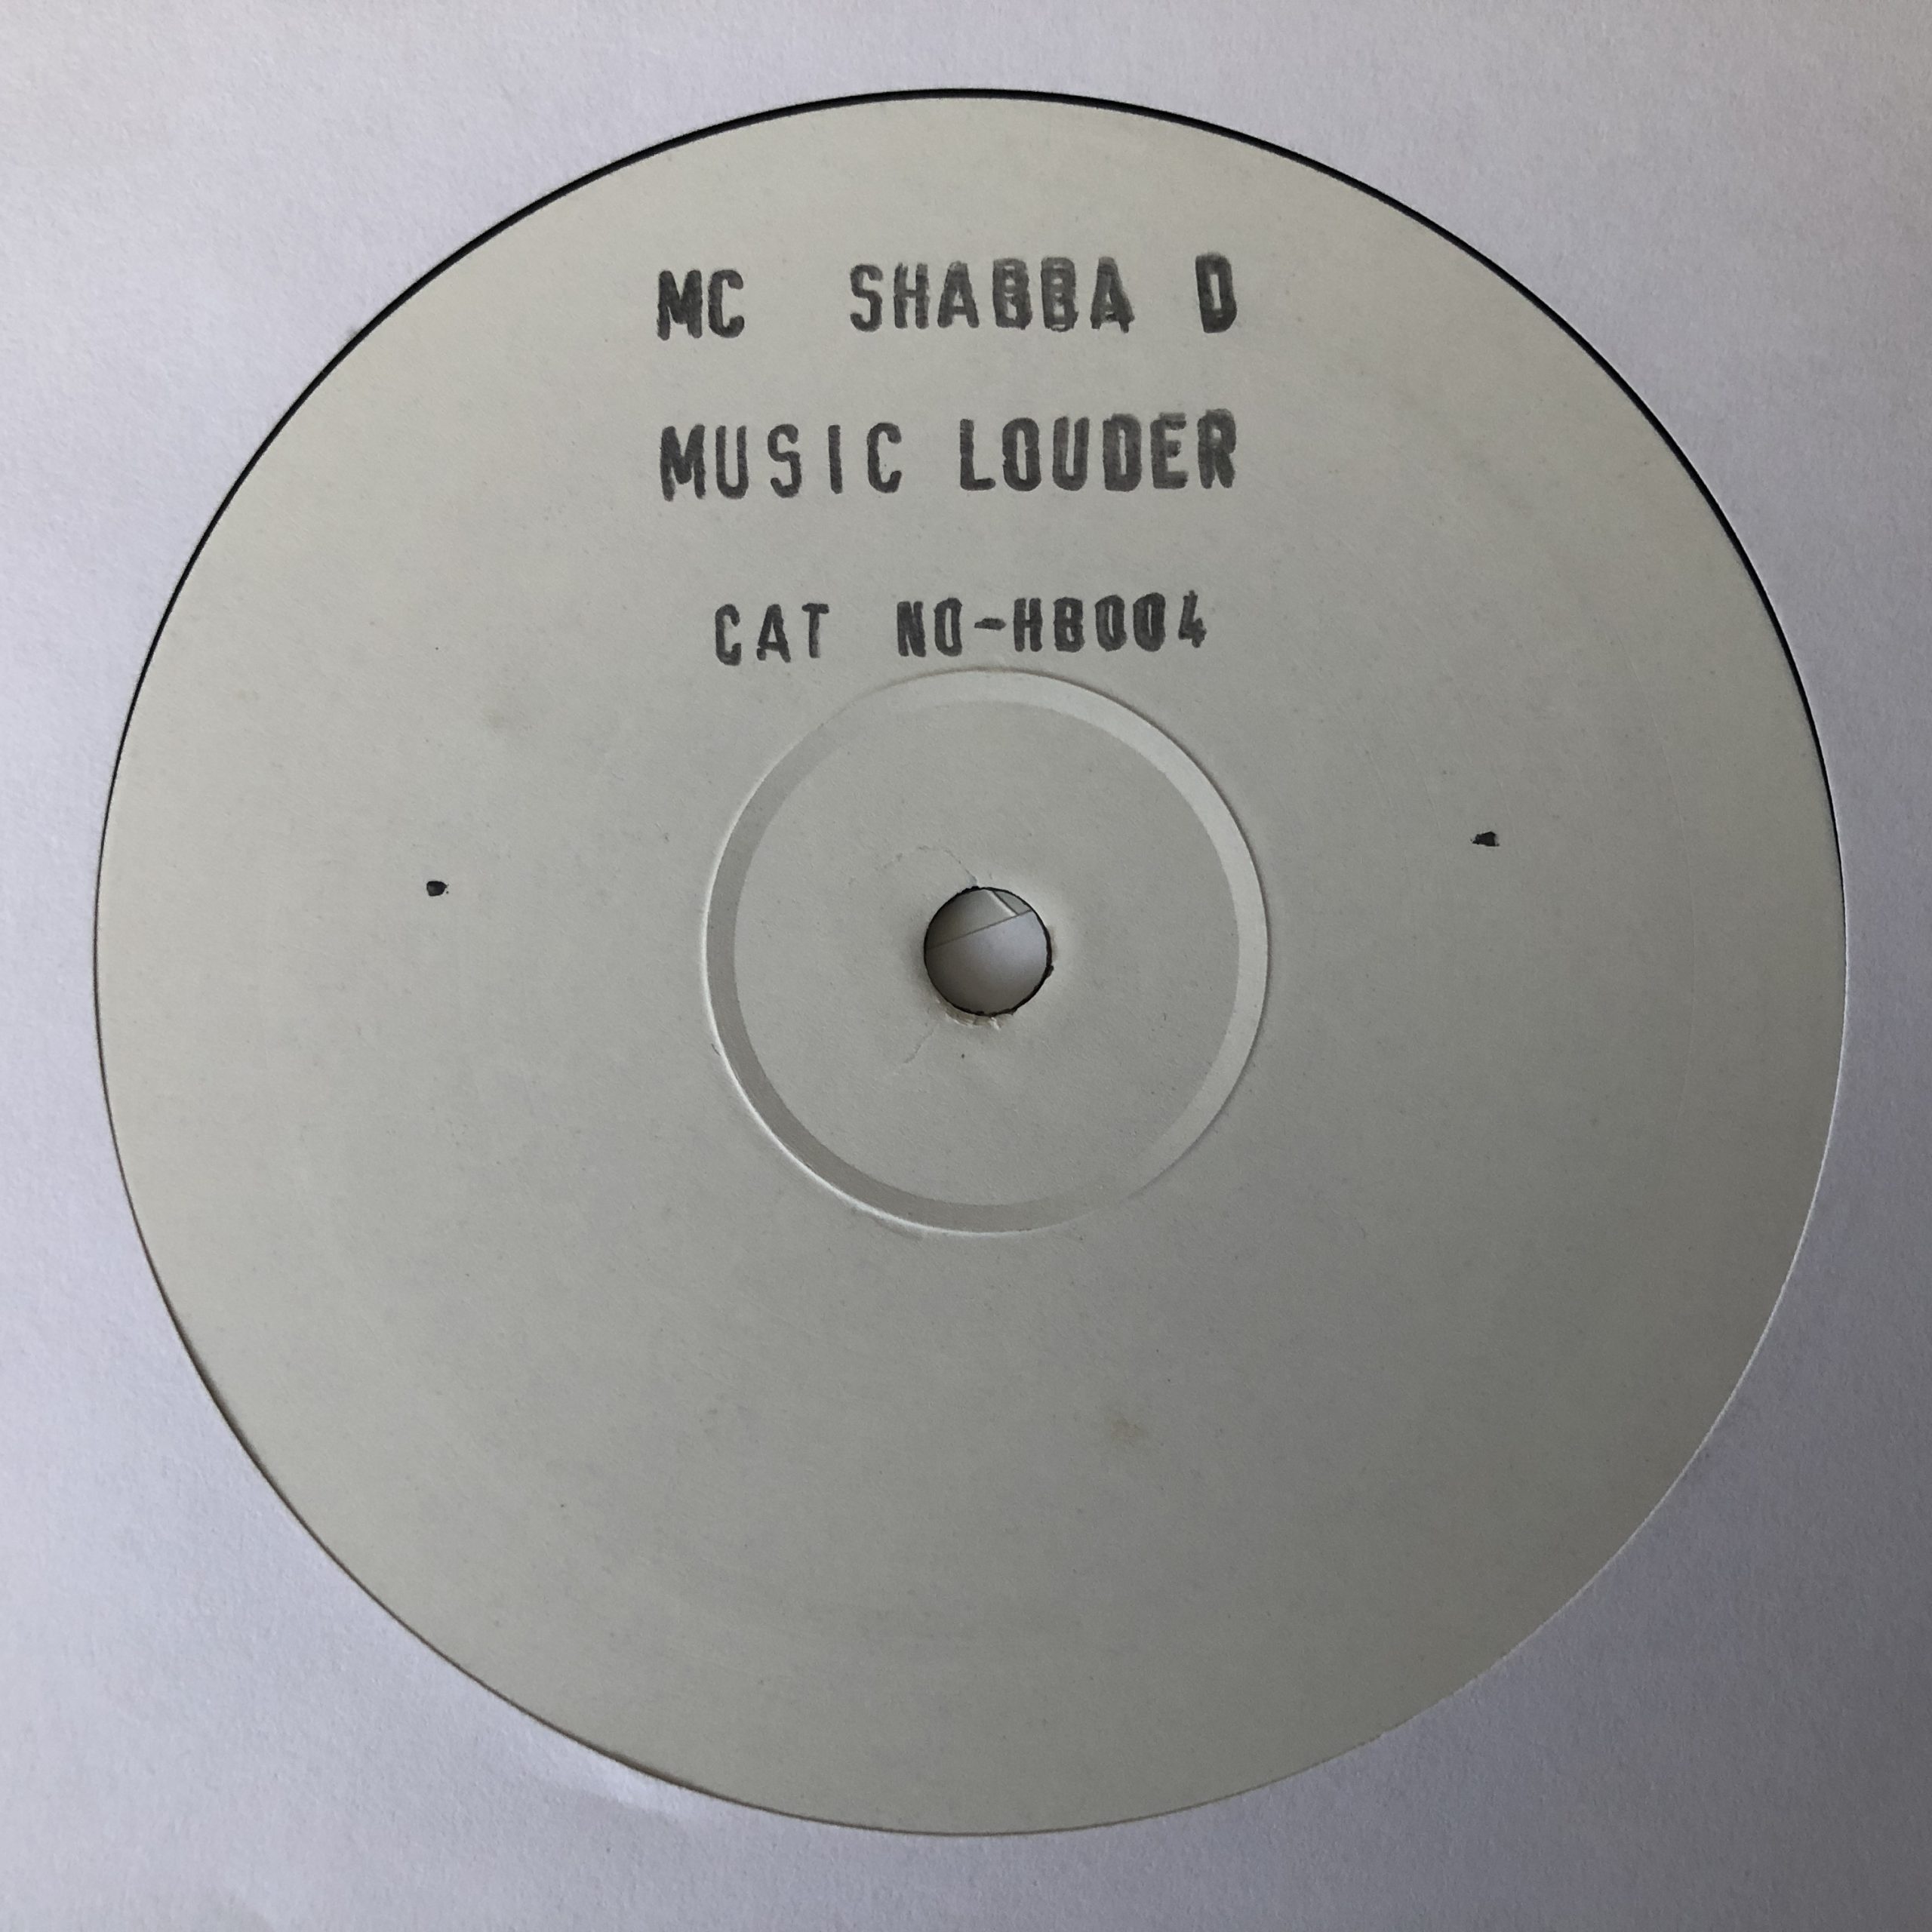 MC SHABBA D
MUSIC LOUDER
CAT NO-HB004